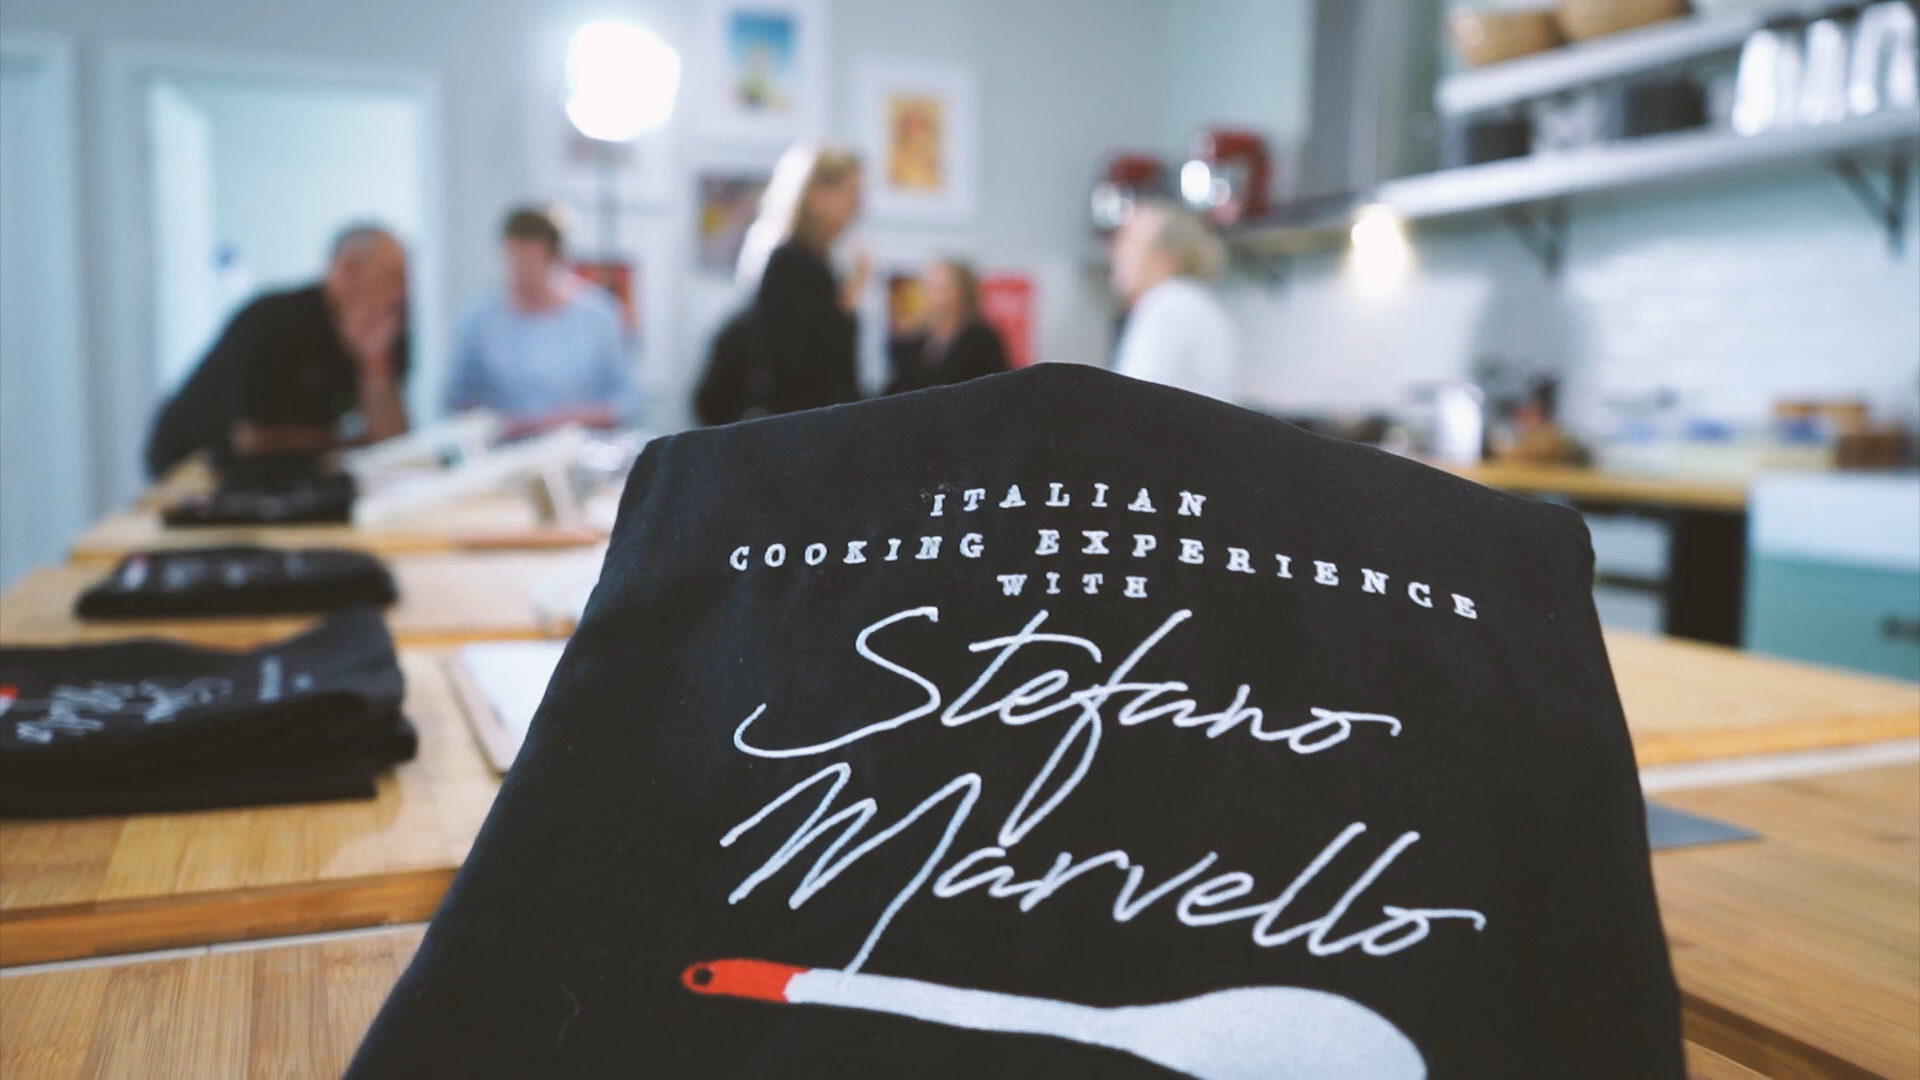 ITALIAN
COOKING EXPERIENCE
WITH
Stefano
Marvello